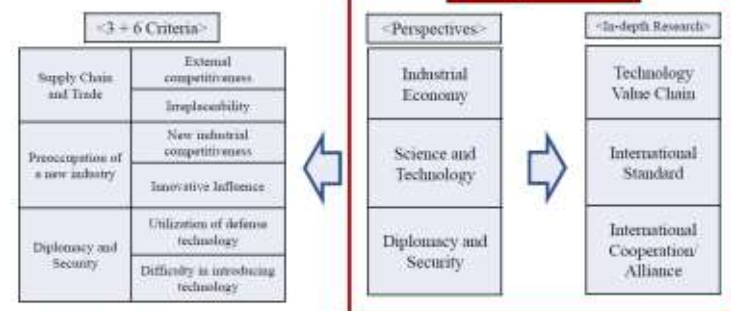 <3 + 6 Criteria>
Supply Chain
and Trade
External
competitiveness
Irreplaceability
Preoccupation of
a new industry
New industrial
competitiveness
Innovative Influence
Diplomacy and
Security
Utilization of defense
technology
Difficulty in introducing
technology
<Perspectives>
Industrial
Economy
Science and
Technology
Diplomacy and
Security
<In-depth Research>
Technology
Value Chain
International
Standard
International
Cooperation/
Alliance